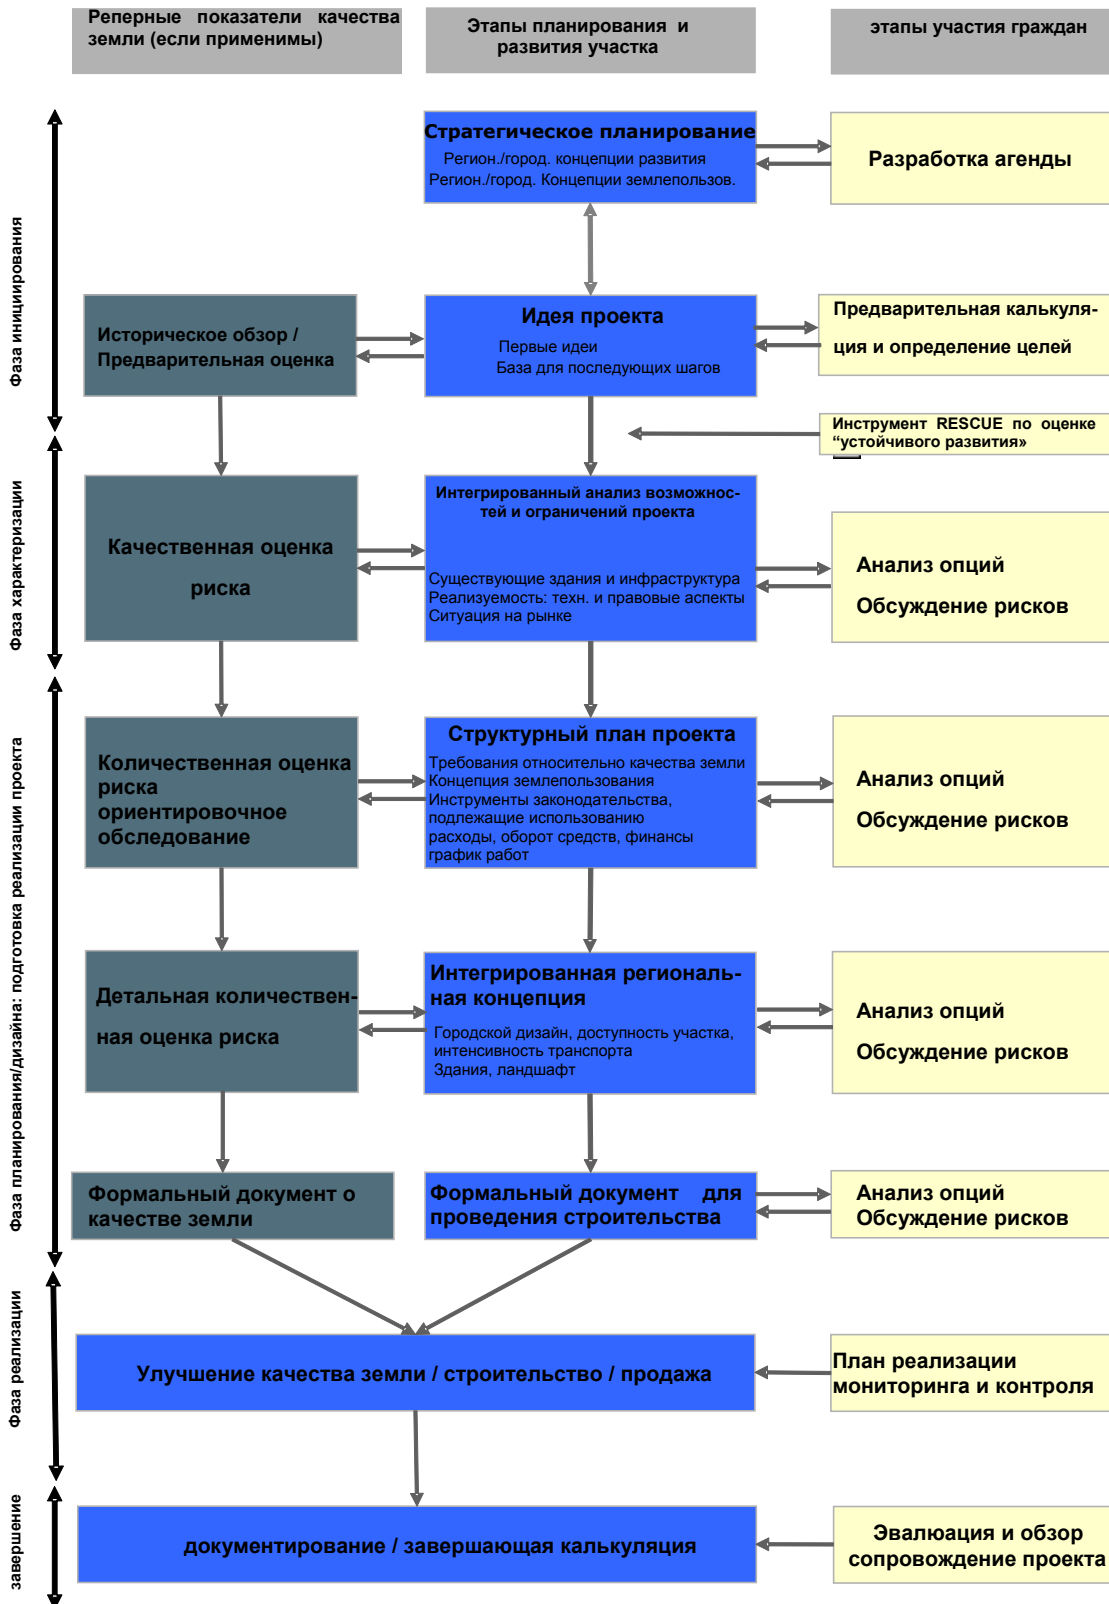 Реперные показатели качества
земли (если применимы)
Этапы планирования и
развития участка
этапы участия граждан
Фаза инициирования
Стратегическое планирование
Регион./город. концепции развития
Регион./город. Концепции землепользов.
Разработка агенды
Историческое обзор /
Предварительная оценка
Идея проекта
Первые идеи
База для последующих шагов
Предварительная калькуля-
ция и определение целей
Инструмент RESCUE по оценке
“устойчивого развития»
Фаза характеризации
Качественная оценка
риска
Интегрированный анализ возможнос-
тей и ограничений проекта
Существующие здания и инфраструктура
Реализуемость: техн. и правовые аспекты
Ситуация на рынке
Анализ опций
Обсуждение рисков
Фаза планирования/дизайна: подготовка реализации проекта
Количественная оценка
риска
ориентировочное
обследование
Структурный план проекта
Требования относительно качества земли
Концепция землепользования
Инструменты законодательства,
подлежащие использованию
расходы, оборот средств, финансы
график работ
Анализ опций
Обсуждение рисков
Детальная количествен-
ная оценка риска
Интегрированная региональ-
ная концепция
Городской дизайн, доступность участка,
интенсивность транспорта
Здания, ландшафт
Анализ опций
Обсуждение рисков
Формальный документ о
качестве земли
Формальный документ для
проведения строительства
Анализ опций
Обсуждение рисков
Фаза реализации
Улучшение качества земли / строительство / продажа
План реализации
мониторинга и контроля
завершение
документирование / завершающая калькуляция
Эвалюация и обзор
сопровождение проекта